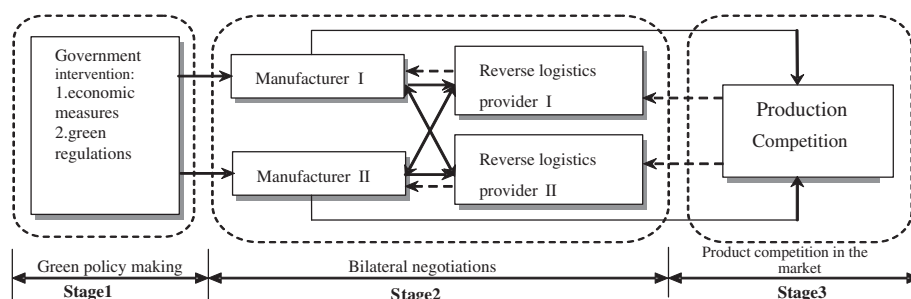 Government
intervention:
1.economic
measures
2.green
regulations
Manufacturer I
Manufacturer II
Reverse logistics
provider I
Reverse logistics
provider II
Production
Competition
Green policy making
Stage1
Bilateral negotiations
Stage2
Product competition in the
market
Stage3